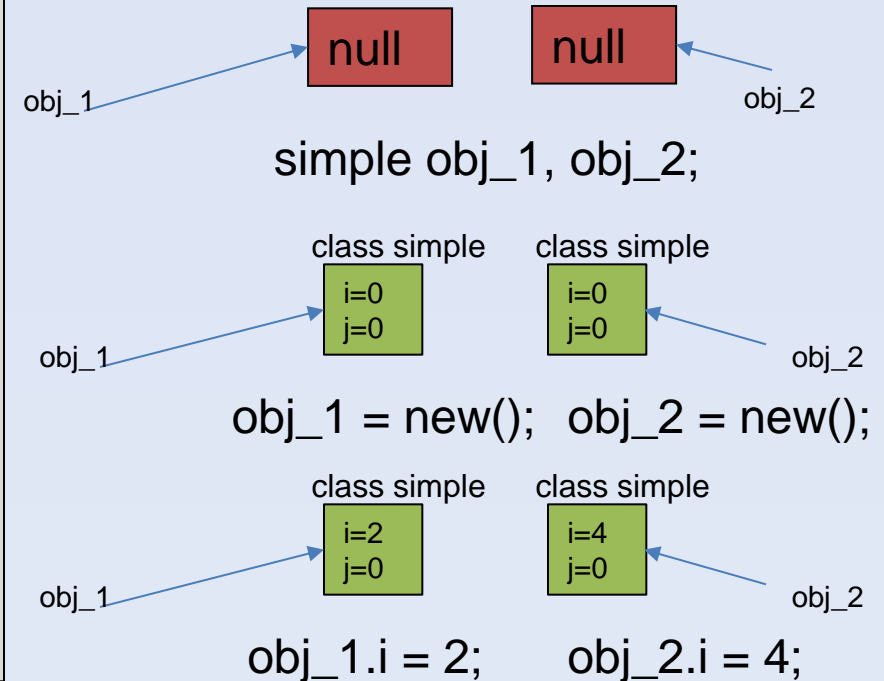 null null
obj_1 obj_2
simple obj_1, obj_2;
class simple class simple
i=0 i=0
j=0 j=0
obj_1 obj_2
obj_1 = new(); obj_2 = new();
class simple class simple
i=2 i=4
j=0 j=0
obj_1 obj_2
obj_1.i = 2; obj_2.i = 4;